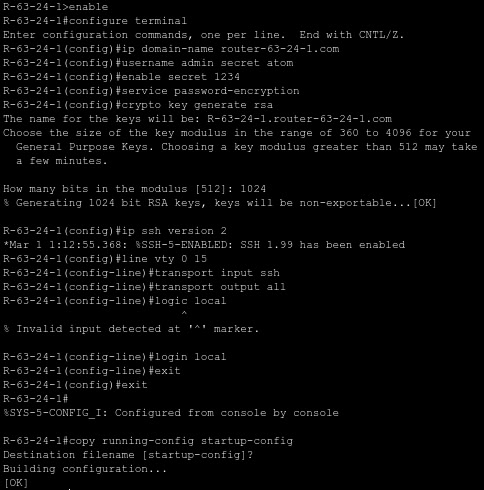 R-63-24-1>enable
R-63-24-1#configure terminal
Enter configuration commands, one per line.  End with CNTL/Z.
R-63-24-1(config)#ip domain-name router-63-24-1.com
R-63-24-1(config)#username admin secret atom
R-63-24-1(config)#enable secret 1234
R-63-24-1(config)#service password-encryption
R-63-24-1(config)#crypto key generate rsa
The name for the keys will be: R-63-24-1.router-63-24-1.com
Choose the size of the key modulus in the range of 360 to 4096 for your
  General Purpose Keys. Choosing a key modulus greater than 512 may take
  a few minutes.
How many bits in the modulus [512]: 1024
% Generating 1024 bit RSA keys, keys will be non-exportable...[OK]
R-63-24-1(config)#ip ssh version 2
*Mar 1 1:12:55.368: %SSH-5-ENABLED: SSH 1.99 has been enabled
R-63-24-1(config)#line vty 0 15
R-63-24-1(config-line)#transport input ssh
R-63-24-1(config-line)#transport output all
R-63-24-1(config-line)#logic local
                            ^
% Invalid input detected at '^' marker.
R-63-24-1(config-line)#login local
R-63-24-1(config-line)#exit
R-63-24-1(config)#exit
R-63-24-1#
%SYS-5-CONFIG_I: Configured from console by console
R-63-24-1#copy running-config startup-config
Destination filename [startup-config]?
Building configuration...
[OK]